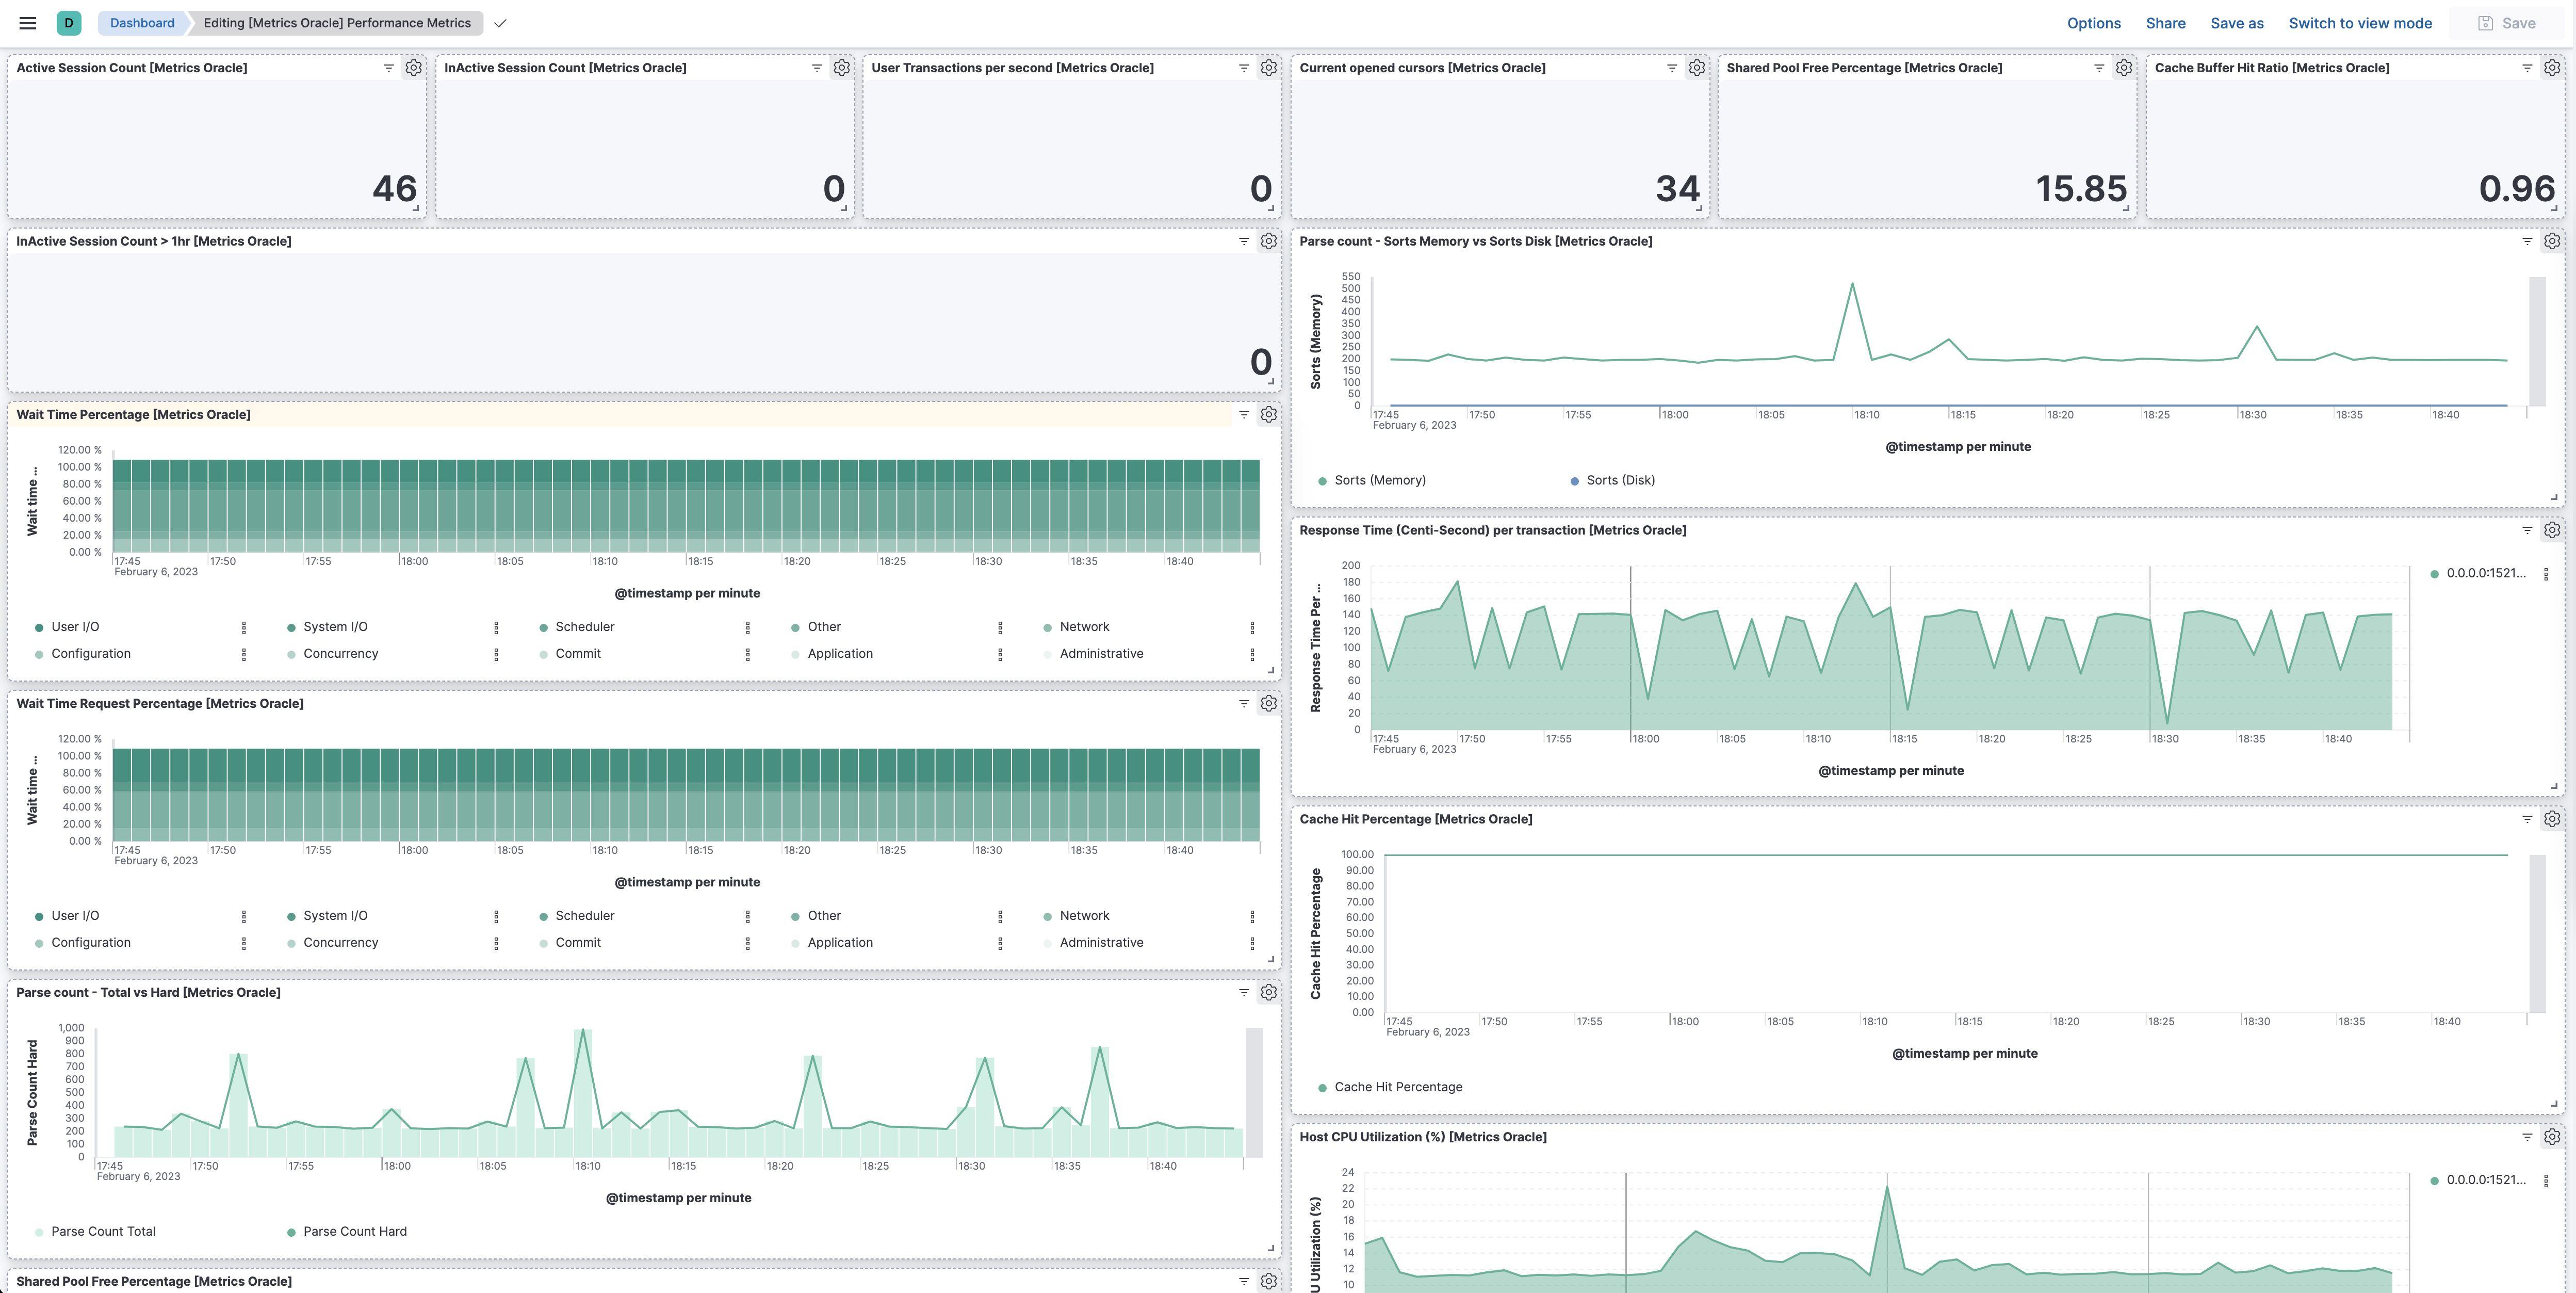 D
Dashboard
Editing [Metrics Oracle] Performance Metrics
Options
Share
Save as
Switch to view mode
Save
Active Session Count [Metrics Oracle]
46
InActive Session Count [Metrics Oracle]
0
User Transactions per second [Metrics Oracle]
0
Current opened cursors [Metrics Oracle]
34
Shared Pool Free Percentage [Metrics Oracle]
15.85
Cache Buffer Hit Ratio [Metrics Oracle]
0.96
InActive Session Count > 1hr [Metrics Oracle]
0
Wait Time Percentage [Metrics Oracle]
Wait time ...
120.00 %
100.00 %
80.00 %
60.00 %
40.00 %
20.00 %
0.00 %
17:45 17:50 17:55 18:00 18:05 18:10 18:15 18:20 18:25 18:30 18:35 18:40
February 6, 2023
@timestamp per minute
User I/O System I/O Scheduler Other Network
Configuration Concurrency Commit Application Administrative
Wait Time Request Percentage [Metrics Oracle]
Wait time ...
120.00 %
100.00 %
80.00 %
60.00 %
40.00 %
20.00 %
0.00 %
17:45 17:50 17:55 18:00 18:05 18:10 18:15 18:20 18:25 18:30 18:35 18:40
February 6, 2023
@timestamp per minute
User I/O System I/O Scheduler Other Network
Configuration Concurrency Commit Application Administrative
Parse count - Total vs Hard [Metrics Oracle]
Parse Count Hard
1,000
900
800
700
600
500
400
300
200
100
0
17:45 17:50 17:55 18:00 18:05 18:10 18:15 18:20 18:25 18:30 18:35 18:40
February 6, 2023
@timestamp per minute
Parse Count Total Parse Count Hard
Shared Pool Free Percentage [Metrics Oracle]
Parse count - Sorts Memory vs Sorts Disk [Metrics Oracle]
Sorts (Memory)
550
500
450
400
350
300
250
200
150
100
50
0
17:45 17:50 17:55 18:00 18:05 18:10 18:15 18:20 18:25 18:30 18:35 18:40
February 6, 2023
@timestamp per minute
Sorts (Memory) Sorts (Disk)
Response Time (Centi-Second) per transaction [Metrics Oracle]
Response Time Per ...
200
180
160
140
120
100
80
60
40
20
0
17:45 17:50 17:55 18:00 18:05 18:10 18:15 18:20 18:25 18:30 18:35 18:40
February 6, 2023
@timestamp per minute
0.0.0.0:1521...
Cache Hit Percentage [Metrics Oracle]
Cache Hit Percentage
100.00
90.00
80.00
70.00
60.00
50.00
40.00
30.00
20.00
10.00
0.00
17:45 17:50 17:55 18:00 18:05 18:10 18:15 18:20 18:25 18:30 18:35 18:40
February 6, 2023
@timestamp per minute
Cache Hit Percentage
Host CPU Utilization (%) [Metrics Oracle]
U Utilization (%)
24
22
20
18
16
14
12
10
0.0.0.0:1521...